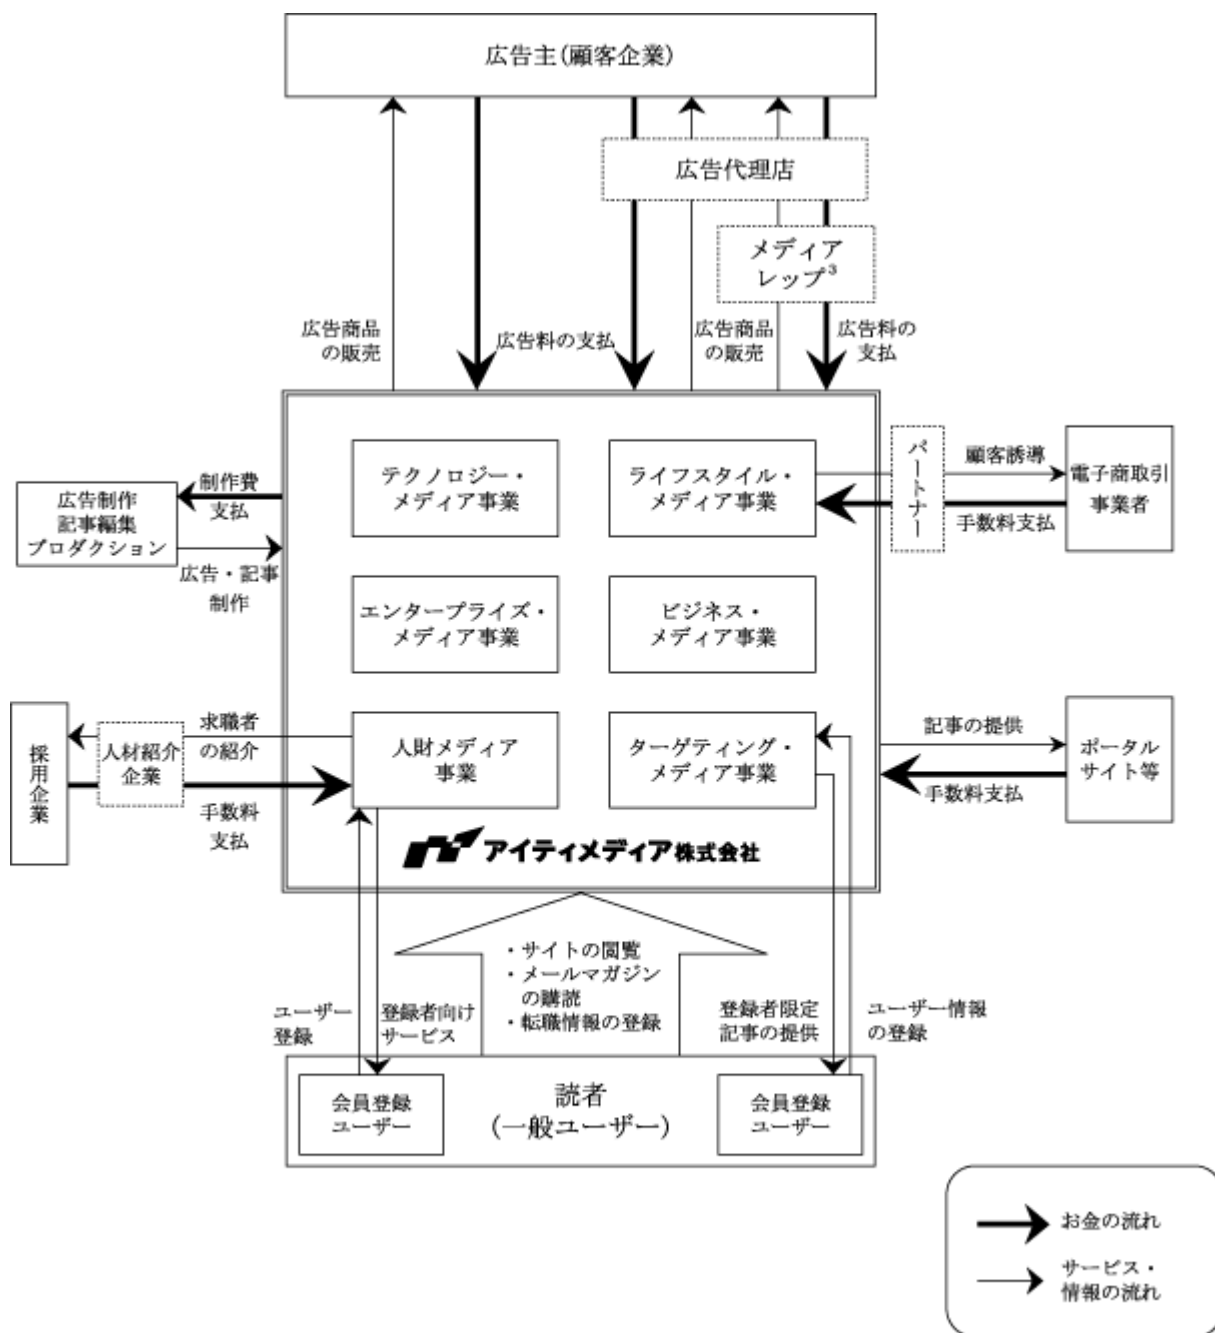 広告主(顧客企業)
広告代理店
メディア
レップ³
広告商品
の販売
広告料の支払
広告商品
の販売
広告料の
支払
テクノロジー・
メディア事業
ライフスタイル・
メディア事業
パートナー
顧客誘導
手数料支払
電子商取引
事業者
制作費
支払
広告制作
記事編集
プロダクション
広告・記事
制作
エンタープライズ・
メディア事業
ビジネス・
メディア事業
採用企業
人材紹介
企業
求職者
の紹介
手数料
支払
人財メディア
事業
ターゲティング・
メディア事業
記事の提供
手数料支払
ポータル
サイト等
アイティメディア株式会社
・サイトの閲覧
・メールマガジン
の購読
・転職情報の登録
ユーザー
登録
登録者向け
サービス
登録者限定
記事の提供
ユーザー情報
の登録
会員登録
ユーザー
読者
(一般ユーザー)
会員登録
ユーザー
お金の流れ
サービス・
情報の流れ